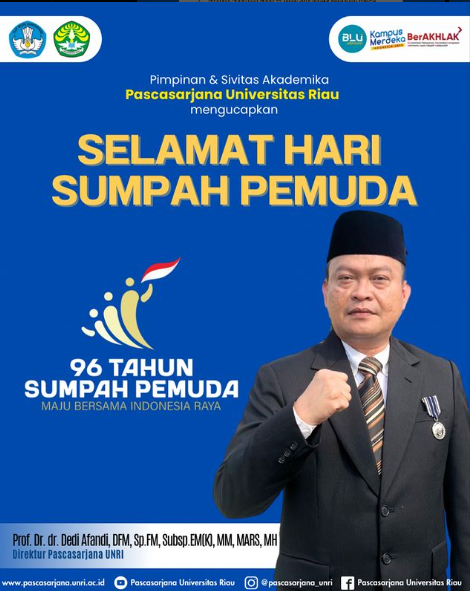 BLU
Kampus
Merdeka
INDONESIA JAYA
BerAKHLAK
Pimpinan & Sivitas Akademika
Pascasarjana Universitas Riau
mengucapkan
SELAMAT HARI
SUMPAH PEMUDA
96 TAHUN
SUMPAH PEMUDA
MAJU BERSAMA INDONESIA RAYA
Prof. Dr. dr. Dedi Afandi, DFM, Sp.FM, Subsp.EM(K), MM, MARS, MH
Direktur Pascasarjana UNRI
www.pascasarjana.unri.ac.id Pascasarjana Universitas Riau @pascasarjana_unri Pascasarjana Universitas Riau